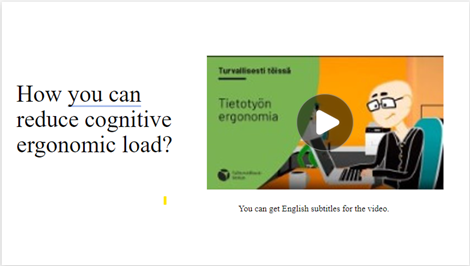 How you can
reduce cognitive
ergonomic load?
Turvallisesti töissä
Tietotyön
ergonomia
You can get English subtitles for the video.